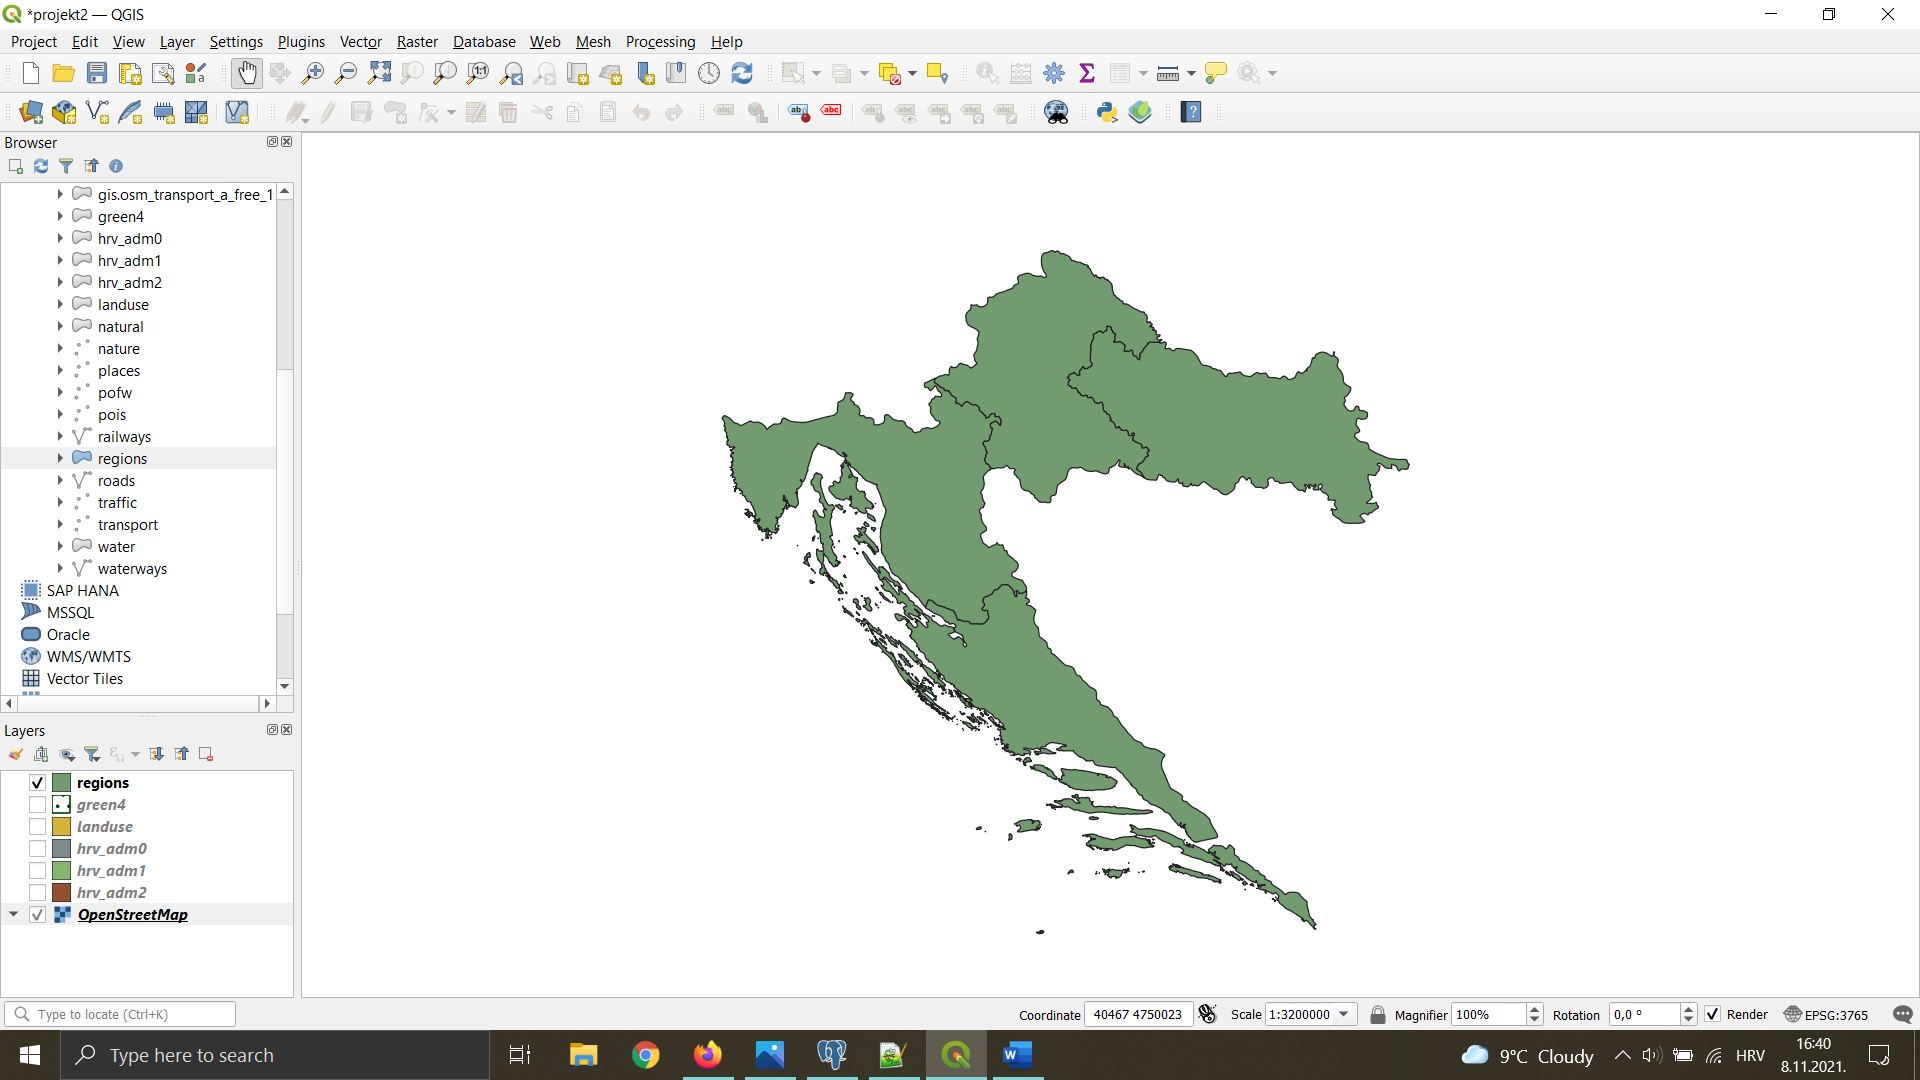 *projekt2 — QGIS
Project Edit View Layer Settings Plugins Vector Raster Database Web Mesh Processing Help
Browser
gis.osm_transport_a_free_1
green4
hrv_adm0
hrv_adm1
hrv_adm2
landuse
natural
nature
places
pofw
pois
railways
regions
roads
traffic
transport
water
waterways
SAP HANA
MSSQL
Oracle
WMS/WMTS
Vector Tiles
Layers
regions
green4
landuse
hrv_adm0
hrv_adm1
hrv_adm2
OpenStreetMap
Type to locate (Ctrl+K)
Coordinate 40467 4750023 Scale 1:3200000 Magnifier 100% Rotation 0,0 ° Render EPSG:3765
Type here to search
9°C Cloudy
HRV
16:40
8.11.2021.